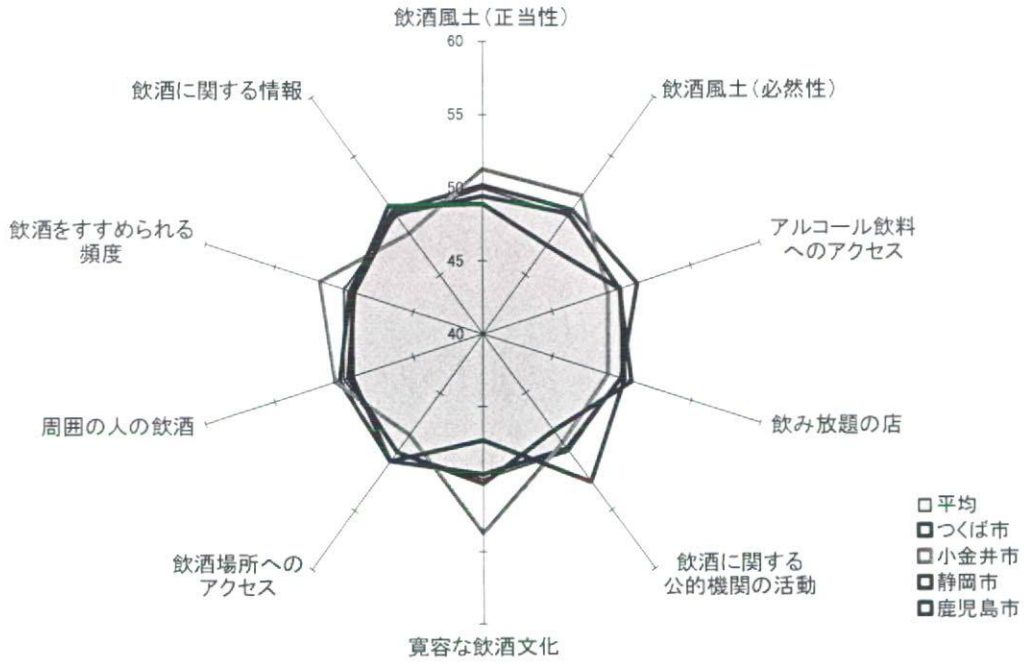 飲酒風土(正当性)
60
飲酒に関する情報
飲酒風土(必然性)
55
50
飲酒をすすめられる
頻度
アルコール飲料
へのアクセス
45
40
周囲の人の飲酒
飲み放題の店
飲酒場所への
アクセス
飲酒に関する
公的機関の活動
寛容な飲酒文化
平均
つくば市
小金井市
静岡市
鹿児島市